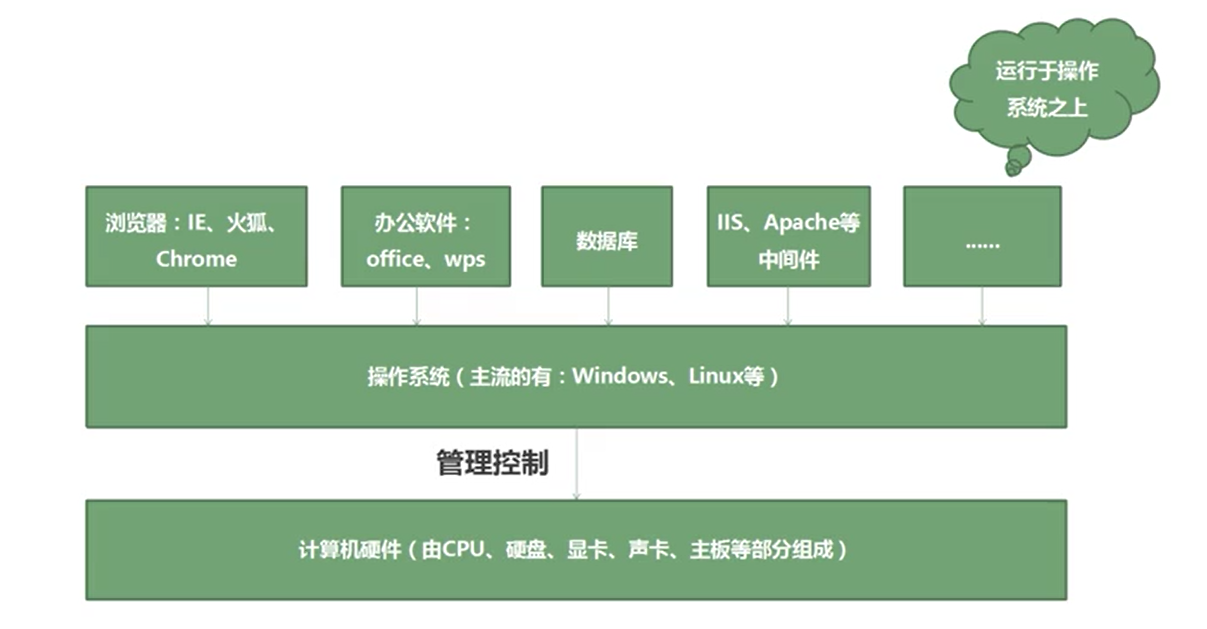 运行于操作
系统之上
浏览器：IE、火狐、
Chrome
办公软件：
office、wps
数据库
IIS、Apache等
中间件
......
操作系统（主流的有：Windows、Linux等）
管理控制
计算机硬件（由CPU、硬盘、显卡、声卡、主板等部分组成）